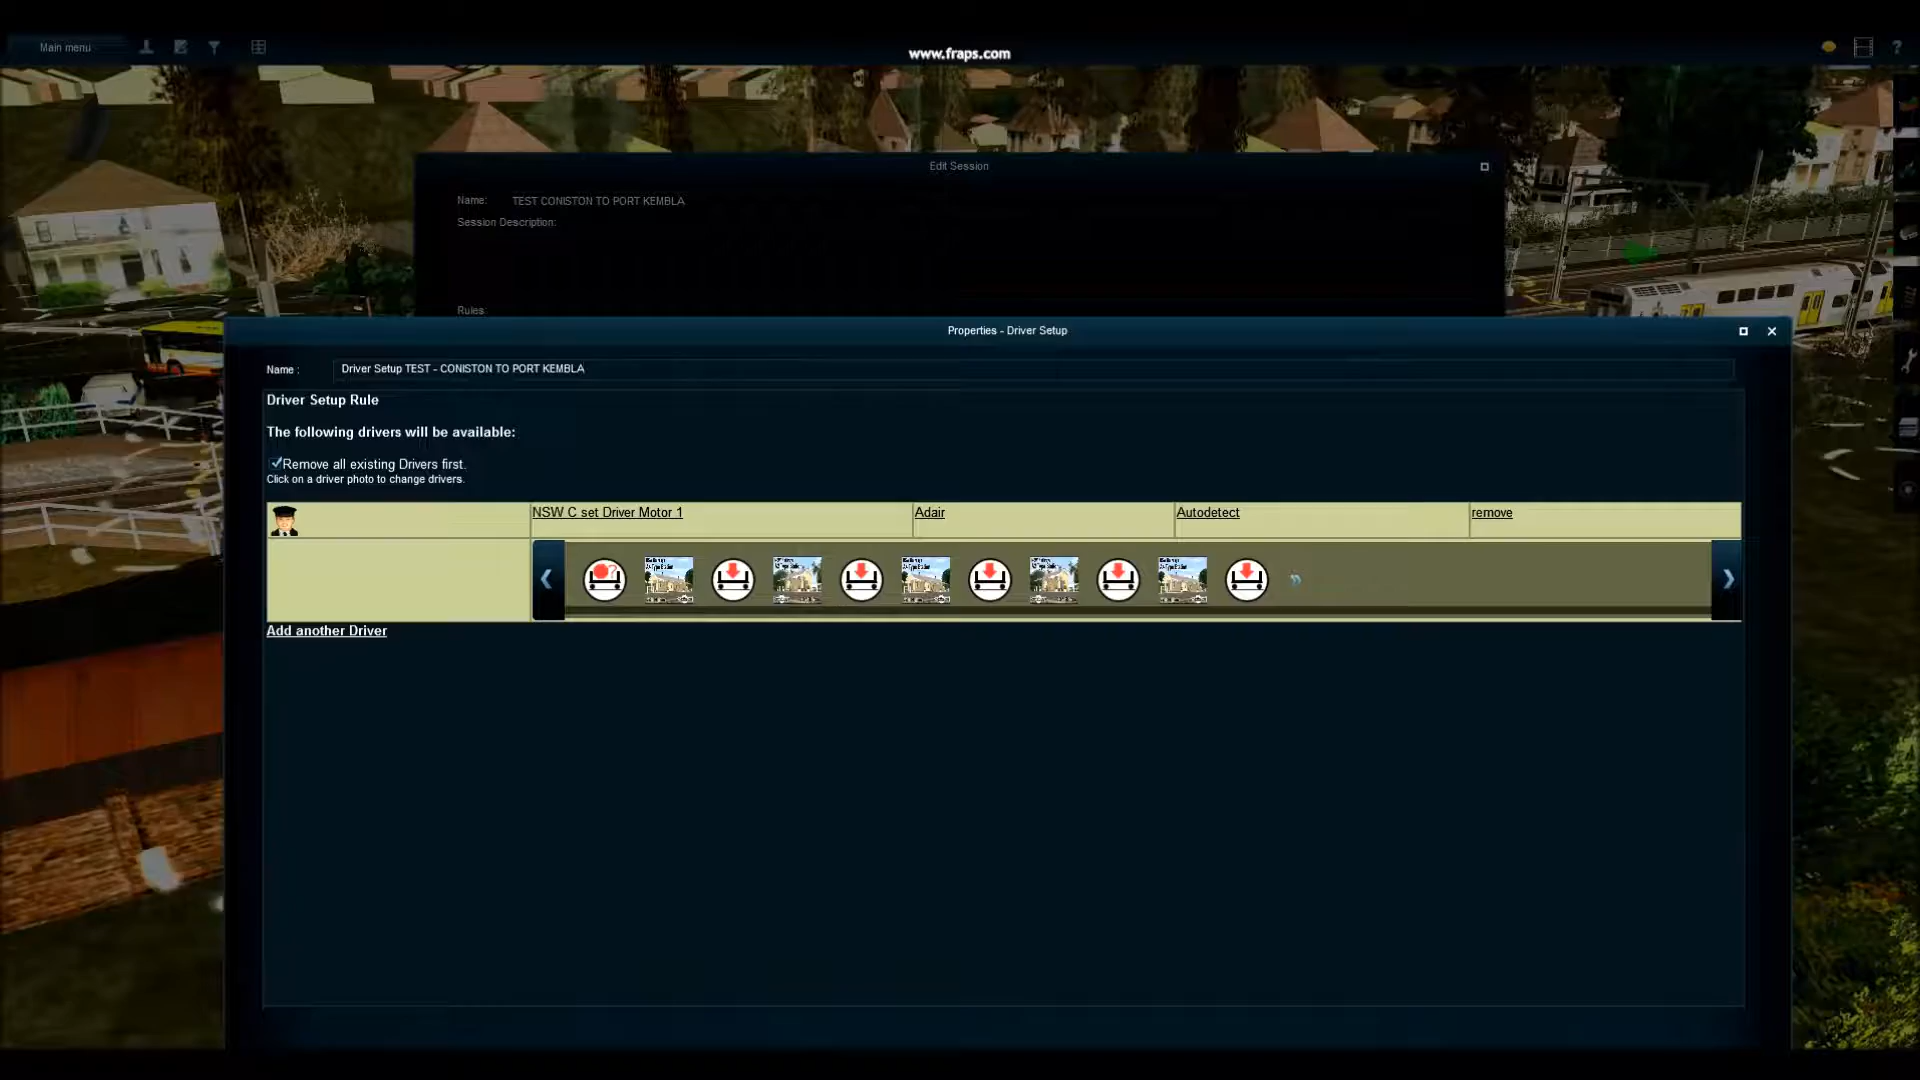 Main menu
www.fraps.com
?
Edit Session
Name: TEST CONISTON TO PORT KEMBLA
Session Description:
Rules:
Properties - Driver Setup
Name : Driver Setup TEST - CONISTON TO PORT KEMBLA
Driver Setup Rule
The following drivers will be available:
Remove all existing Drivers first.
Click on a driver photo to change drivers.
NSW C set Driver Motor 1 Adair Autodetect remove
Add another Driver